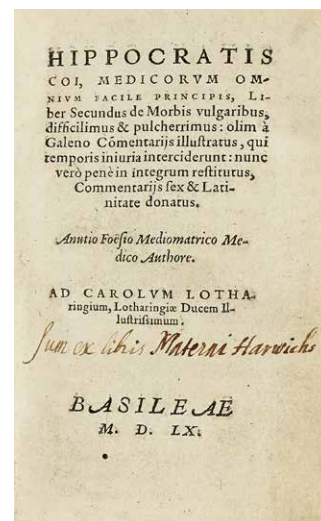 HIPPOCRATIS
COI, MEDICORVM OM-
NIVM FACILE PRINCIPIS, Li-
ber Secundus de Morbis vulgaribus,
difficilimus & pulcherrimus: olim à
Galeno Cõmentarijs illustratus, qui
temporis iniuria interciderunt: nunc
verò penè in integrum restitutus,
Commentarijs sex & Lati-
nitate donatus.
Anutio Foësio Mediomatrico Me-
dico Authore.
AD CAROLVM LOTHA-
ringium, Lotharingiæ Ducem Il-
lustrissimum.
Sum ex libris Materni Harwichs
BASILEAE
M. D. LX.